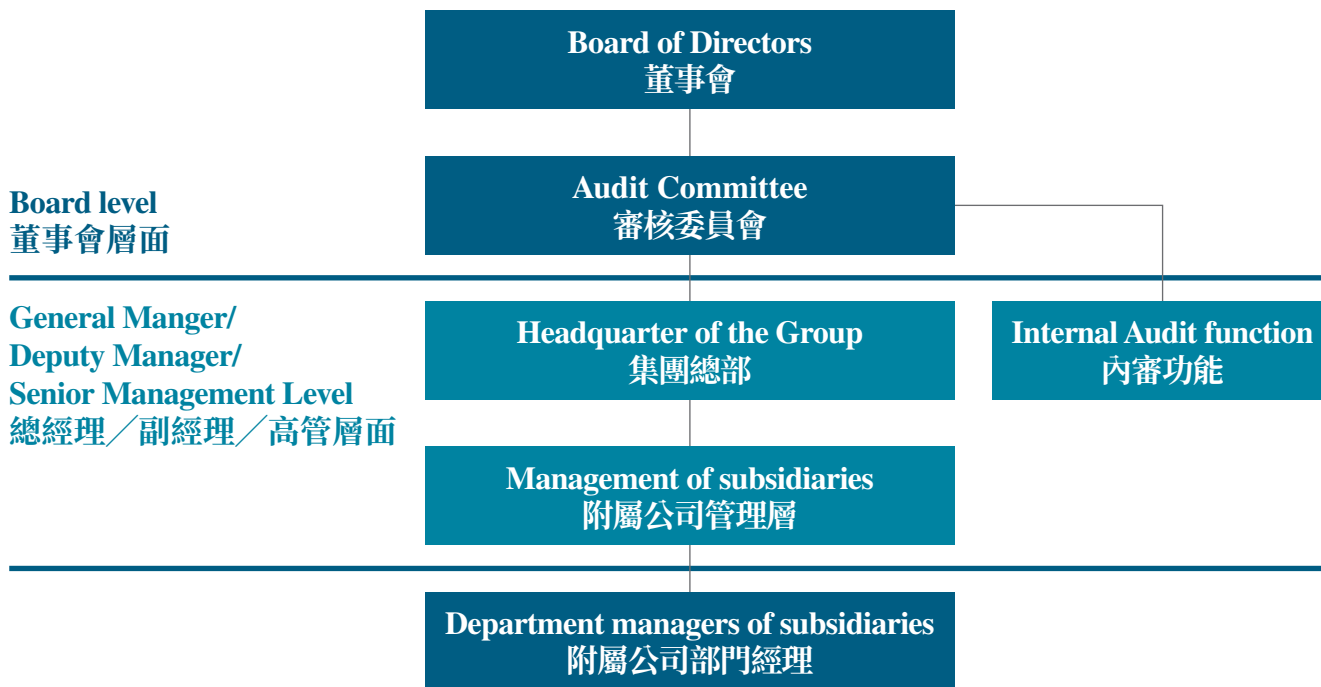 Board of Directors
董事會
Audit Committee
審核委員會
Board level
董事會層面
General Manger/
Deputy Manager/
Senior Management Level
總經理／副經理／高管層面
Headquarter of the Group
集團總部
Internal Audit function
內審功能
Management of subsidiaries
附屬公司管理層
Department managers of subsidiaries
附屬公司部門經理